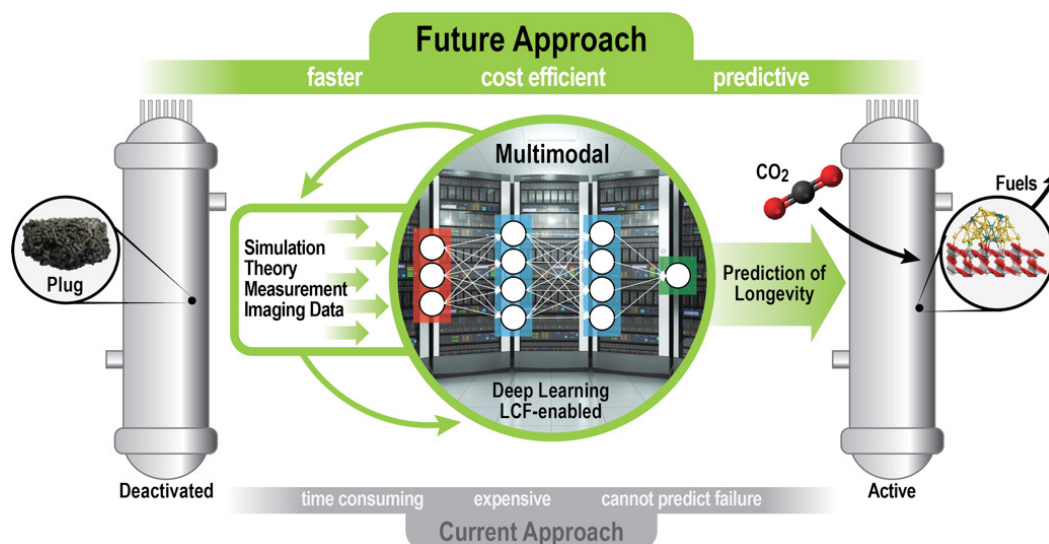 Future Approach
faster cost efficient predictive
Multimodal
CO2
Fuels
Simulation
Theory
Measurement
Imaging Data
Plug
Prediction of
Longevity
Deep Learning
LCF-enabled
Deactivated
Active
time consuming expensive cannot predict failure
Current Approach